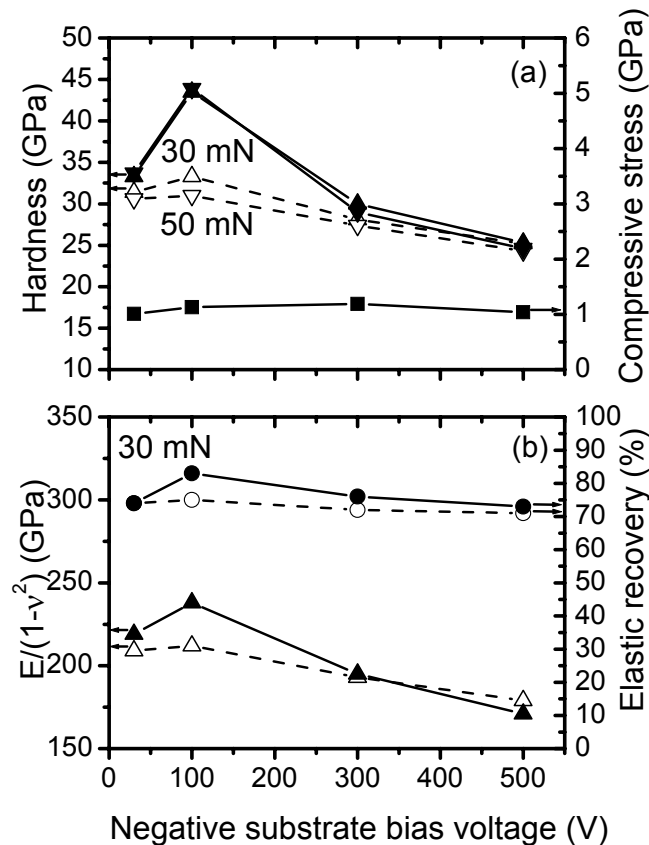 50
45
40
35
30
25
20
15
10
Hardness (GPa)
(a)
30 mN
50 mN
6
5
4
3
2
1
0
Compressive stress (GPa)
350
300
250
200
150
E/(1-ν²) (GPa)
30 mN
(b)
100
90
80
70
60
50
40
30
20
10
0
Elastic recovery (%)
0 100 200 300 400 500
Negative substrate bias voltage (V)